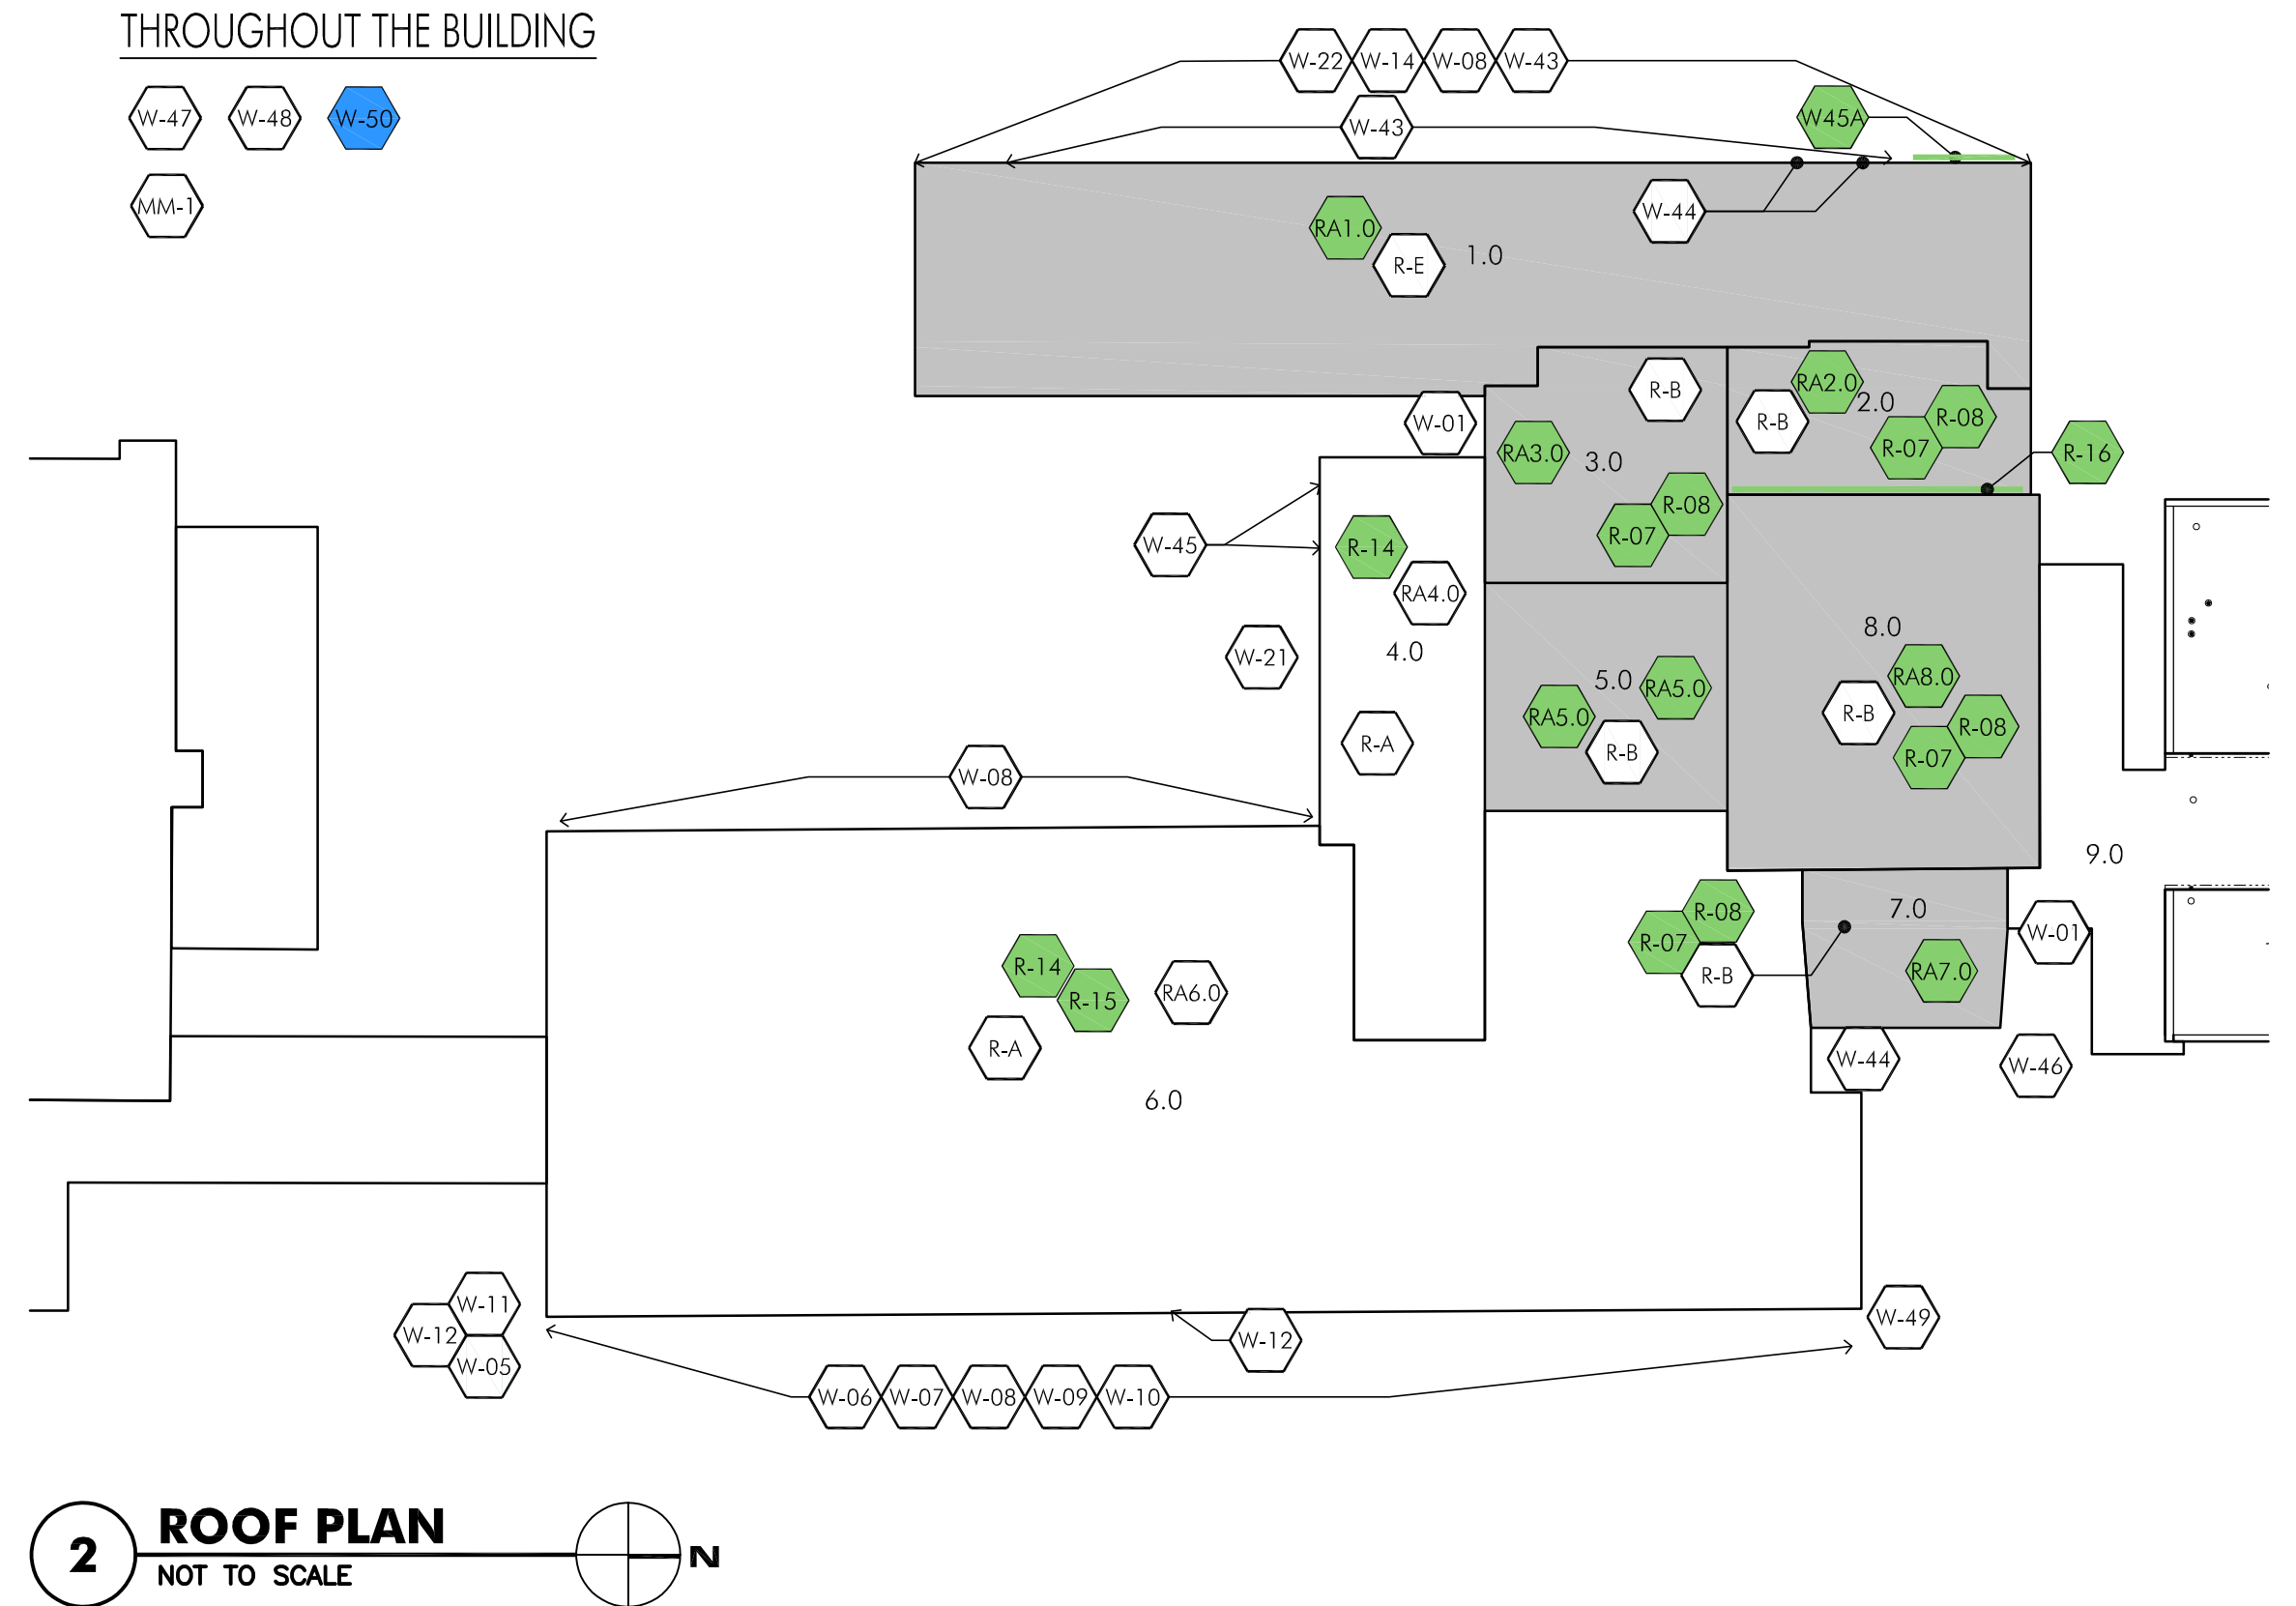 THROUGHOUT THE BUILDING
W-22 W-14 W-08 W-43
W-47 W-48 W-50
W-43
W45A
MM-1
W-44
RA1.0
R-E
1.0
R-B
RA2.0
2.0
R-B
R-08
R-07
W-01
RA3.0
3.0
R-16
R-08
R-07
W-45
R-14
RA4.0
4.0
W-21
8.0
5.0
RA5.0
RA5.0
R-B
RA8.0
R-B
R-08
R-07
R-A
W-08
9.0
R-08
R-07
R-B
7.0
W-01
RA7.0
R-14
R-15
RA6.0
R-A
W-44
W-46
6.0
W-11
W-12
W-05
W-12
W-49
W-06 W-07 W-08 W-09 W-10
2
ROOF PLAN
NOT TO SCALE
N